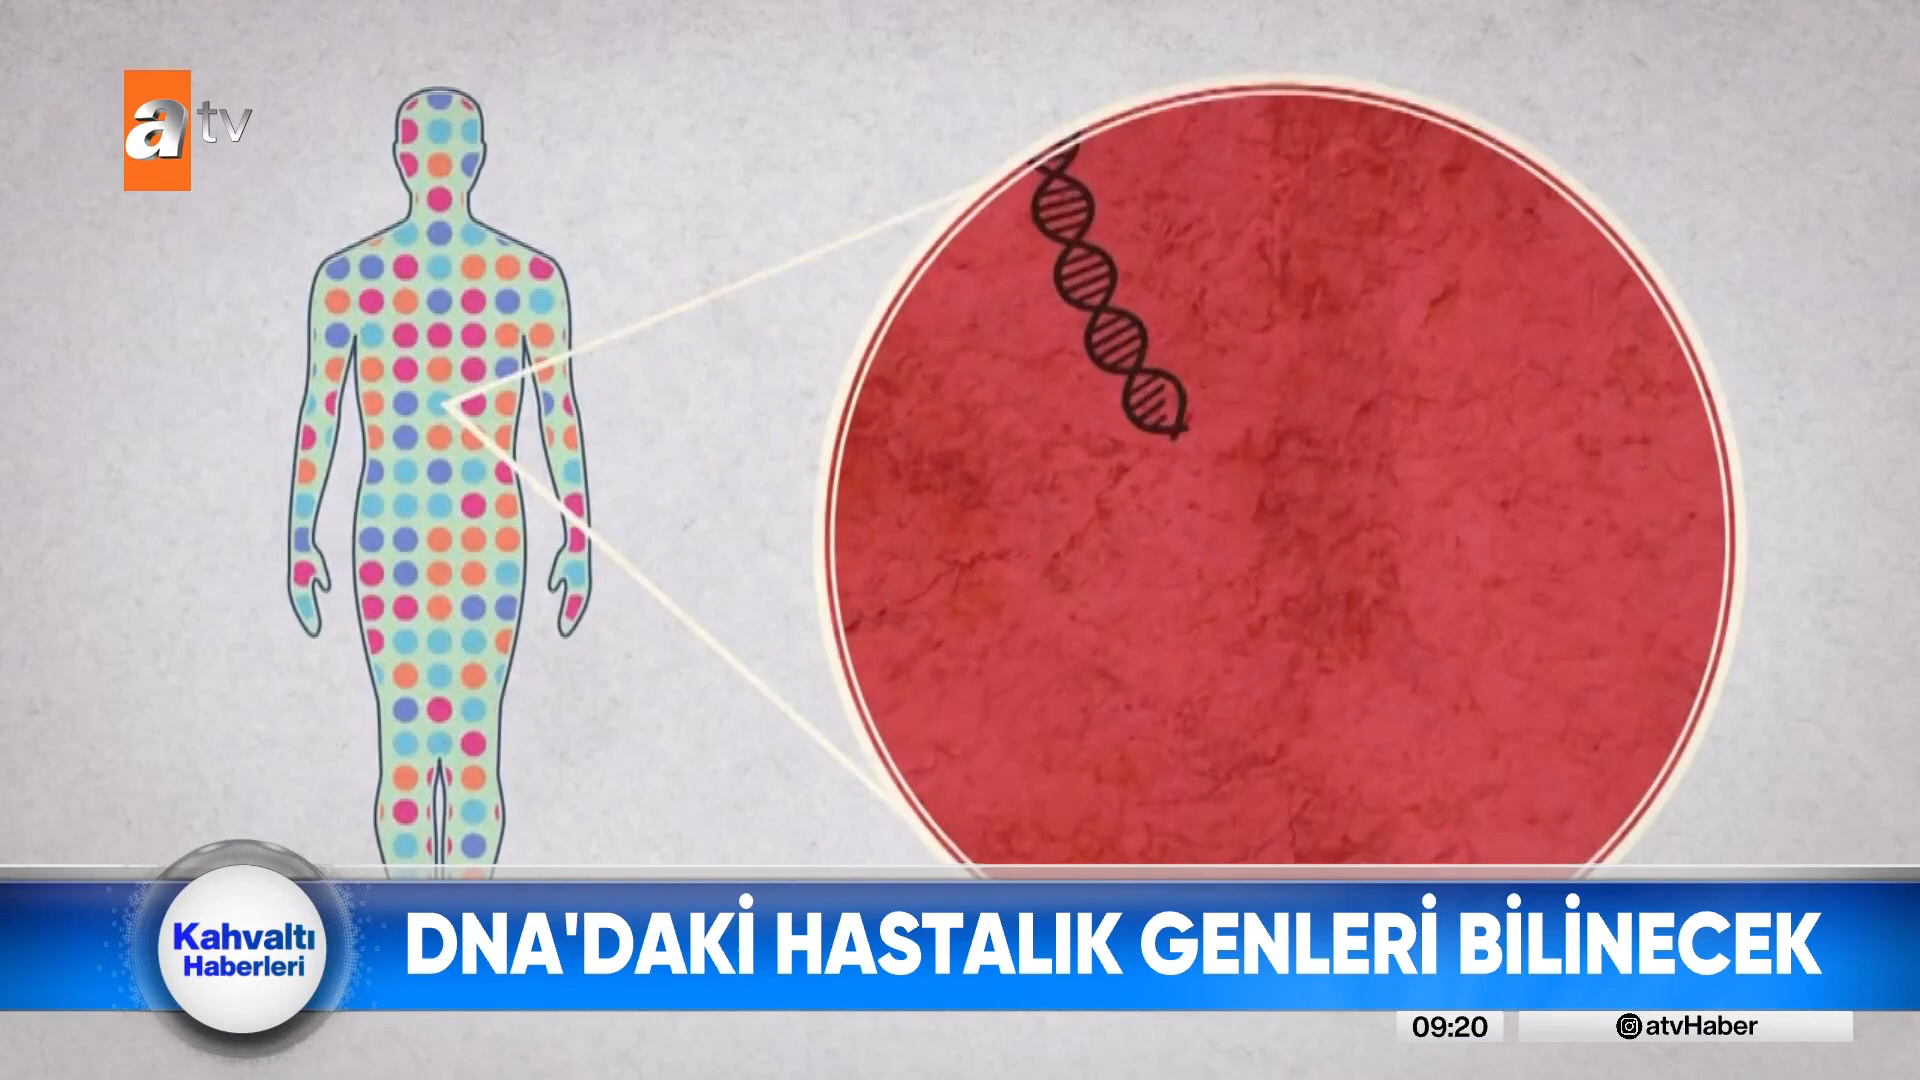 atv
Kahvaltı
Haberleri
DNA'DAKİ HASTALIK GENLERİ BİLİNECEK
09:20
atvHaber